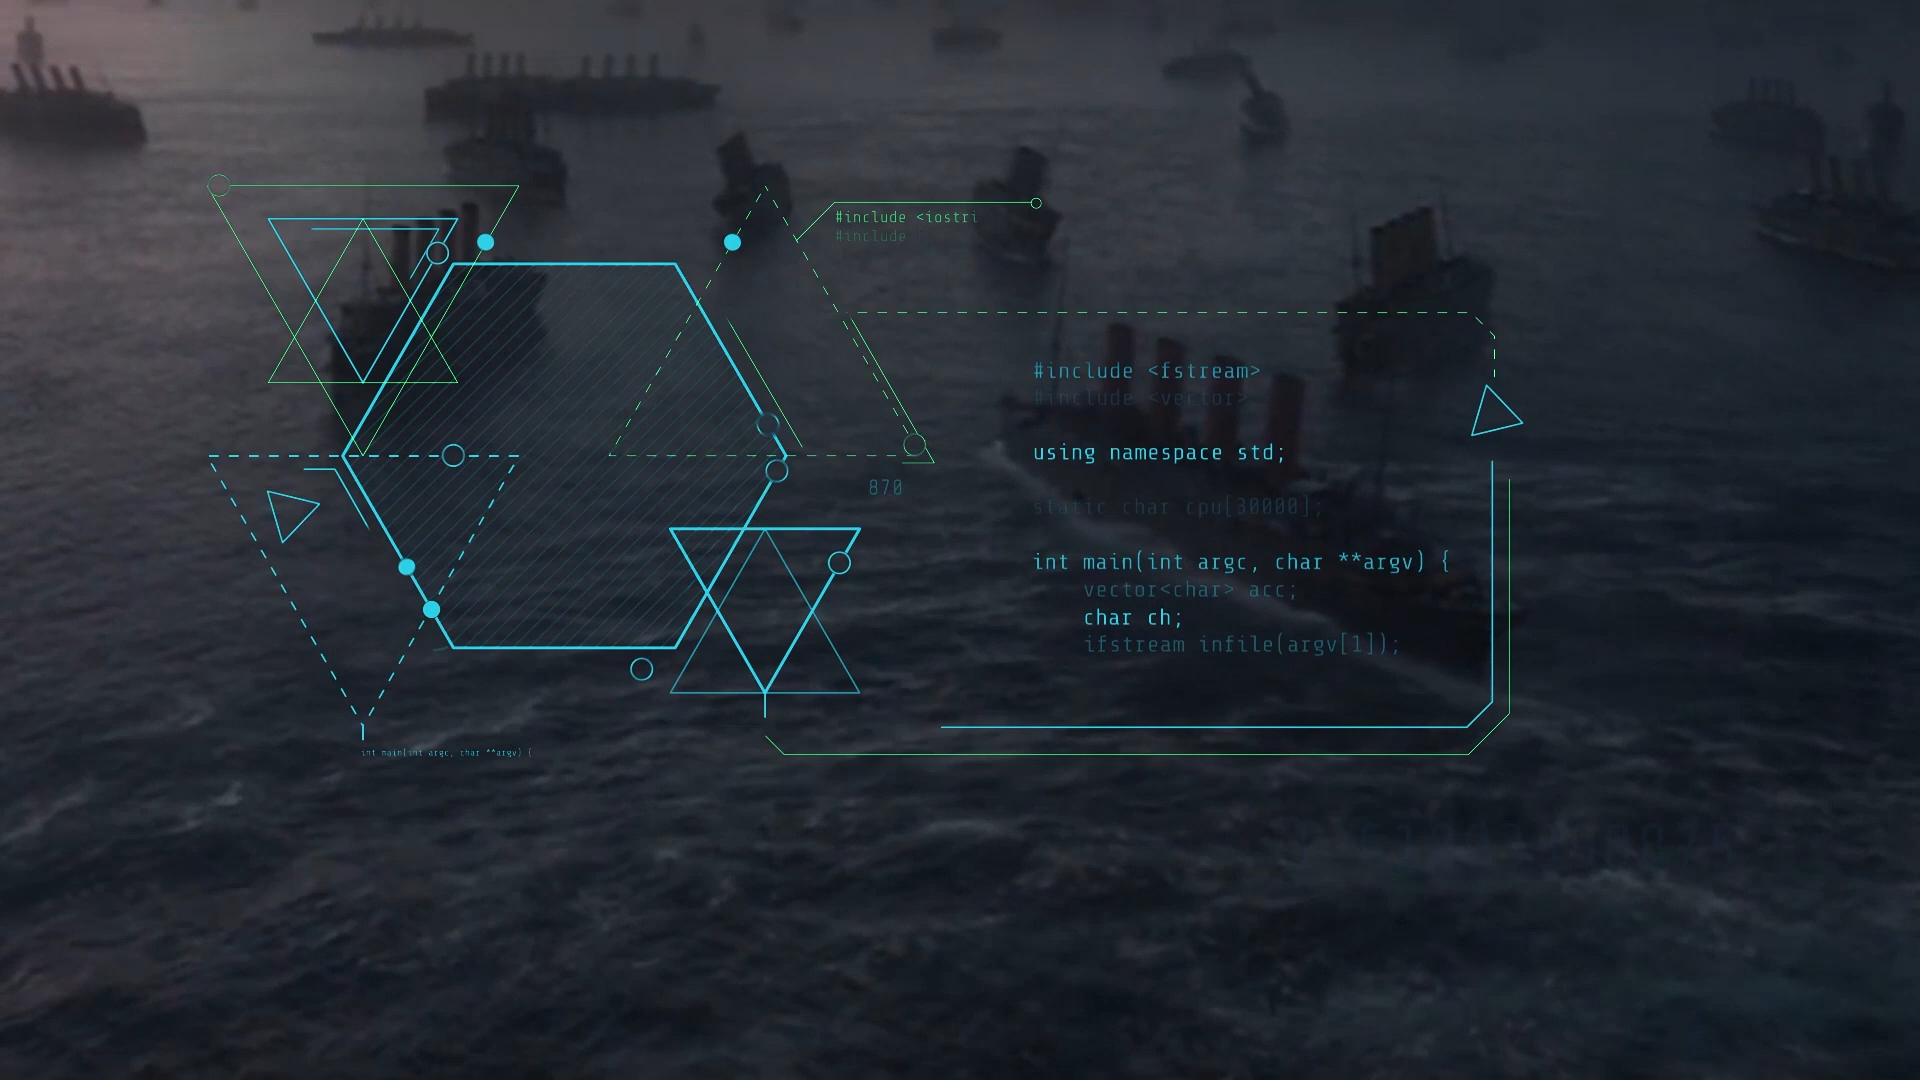 #include <iostri
#include
#include <fstream>
#include <vector>
using namespace std;
static char cpu[30000];
int main(int argc, char **argv) {
vector<char> acc;
char ch;
ifstream infile(argv[1]);
870
int main(int argc, char **argv) {